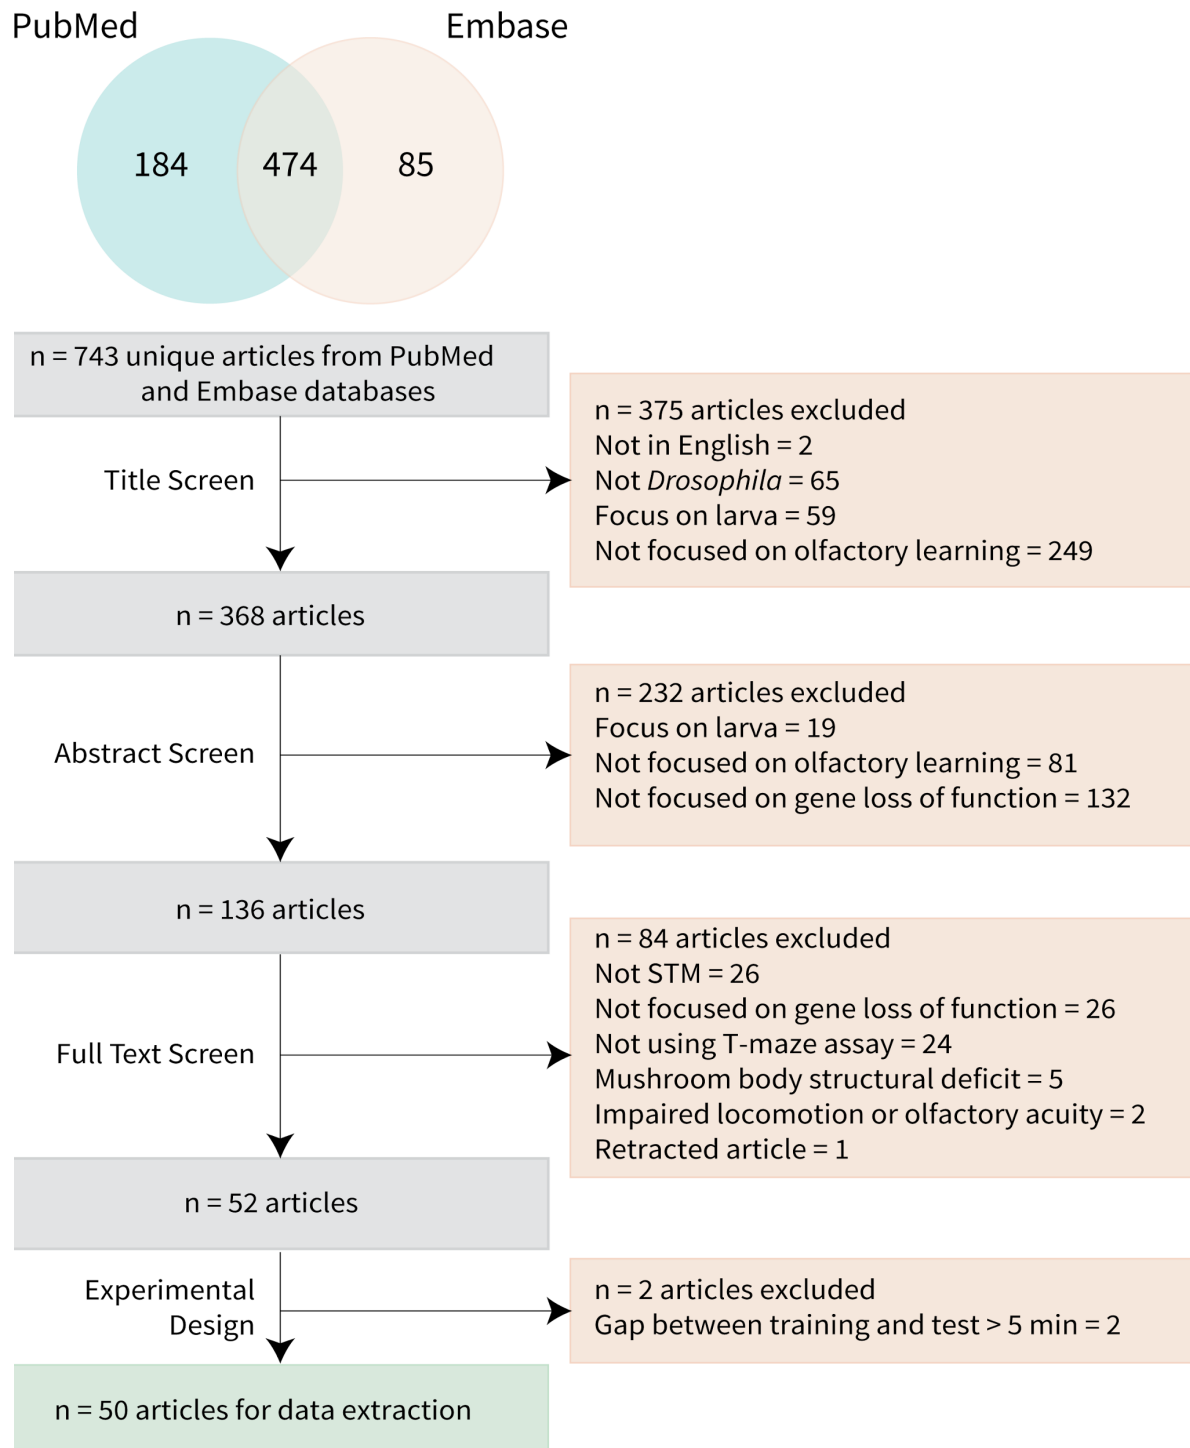 PubMed
Embase
184
474
85
n = 743 unique articles from PubMed
and Embase databases
n = 375 articles excluded
Not in English = 2
Not Drosophila = 65
Focus on larva = 59
Not focused on olfactory learning = 249
Title Screen
n = 368 articles
n = 232 articles excluded
Focus on larva = 19
Not focused on olfactory learning = 81
Not focused on gene loss of function = 132
Abstract Screen
n = 136 articles
n = 84 articles excluded
Not STM = 26
Not focused on gene loss of function = 26
Not using T-maze assay = 24
Mushroom body structural deficit = 5
Impaired locomotion or olfactory acuity = 2
Retracted article = 1
Full Text Screen
n = 52 articles
Experimental
Design
n = 2 articles excluded
Gap between training and test > 5 min = 2
n = 50 articles for data extraction